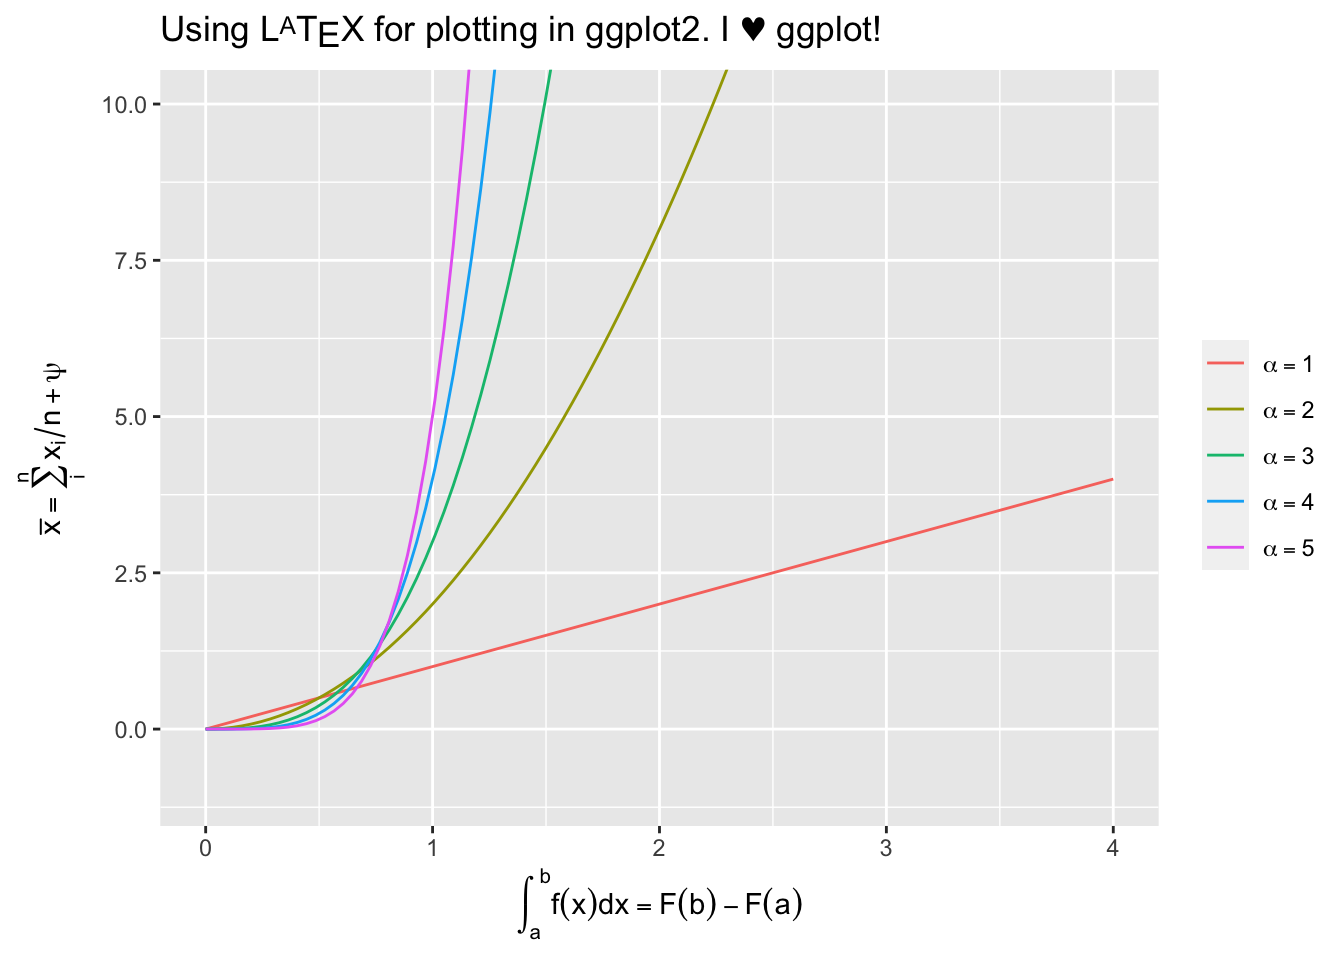 Using LATEX for plotting in ggplot2. I ♥ ggplot!
10.0
7.5
5.0
2.5
0.0
x̅ = ∑ᵢⁿ xᵢ/n + ψ
0 1 2 3 4
∫ₐᵇ f(x)dx = F(b) − F(a)
α = 1
α = 2
α = 3
α = 4
α = 5